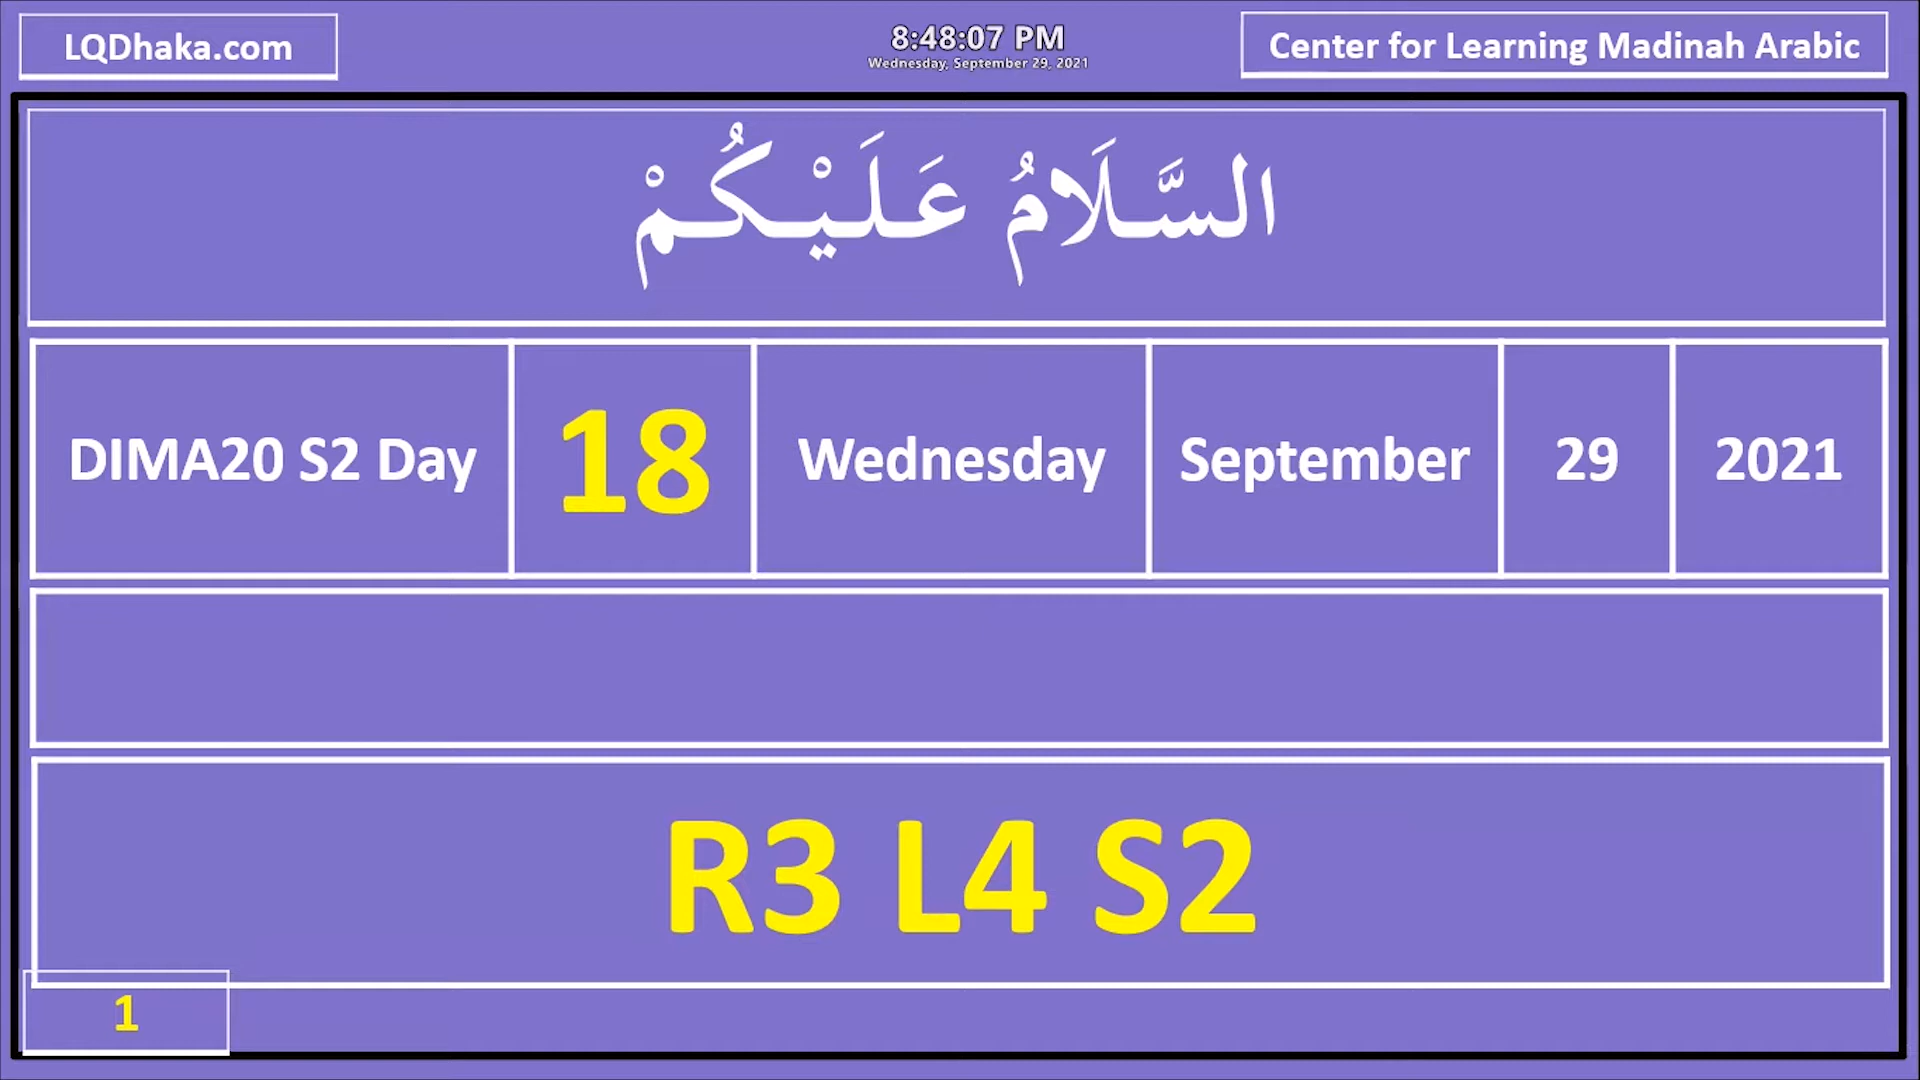 LQDhaka.com
8:48:07 PM
Wednesday, September 29, 2021
Center for Learning Madinah Arabic
السَّلَامُ عَلَيْكُمْ
DIMA20 S2 Day 18 Wednesday September 29 2021
R3 L4 S2
1